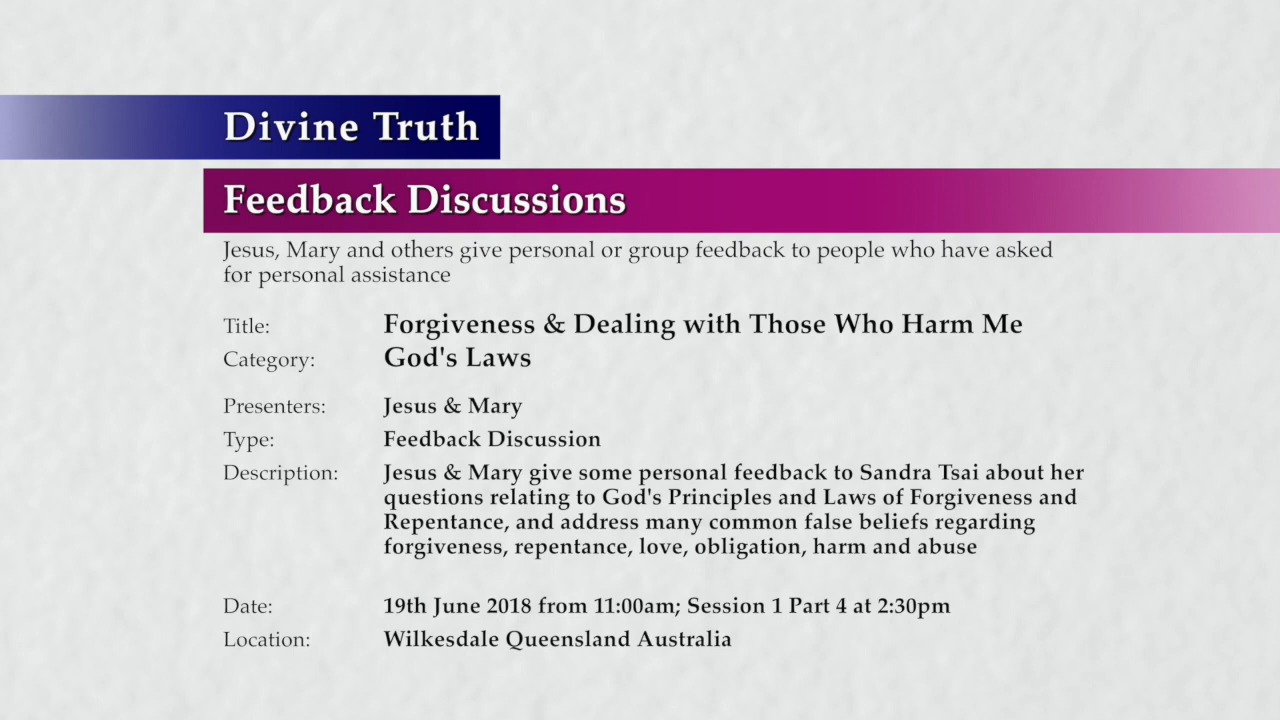 Divine Truth
Feedback Discussions
Jesus, Mary and others give personal or group feedback to people who have asked
for personal assistance
Title: Forgiveness & Dealing with Those Who Harm Me
Category: God's Laws
Presenters: Jesus & Mary
Type: Feedback Discussion
Description: Jesus & Mary give some personal feedback to Sandra Tsai about her
questions relating to God's Principles and Laws of Forgiveness and
Repentance, and address many common false beliefs regarding
forgiveness, repentance, love, obligation, harm and abuse
Date: 19th June 2018 from 11:00am; Session 1 Part 4 at 2:30pm
Location: Wilkesdale Queensland Australia